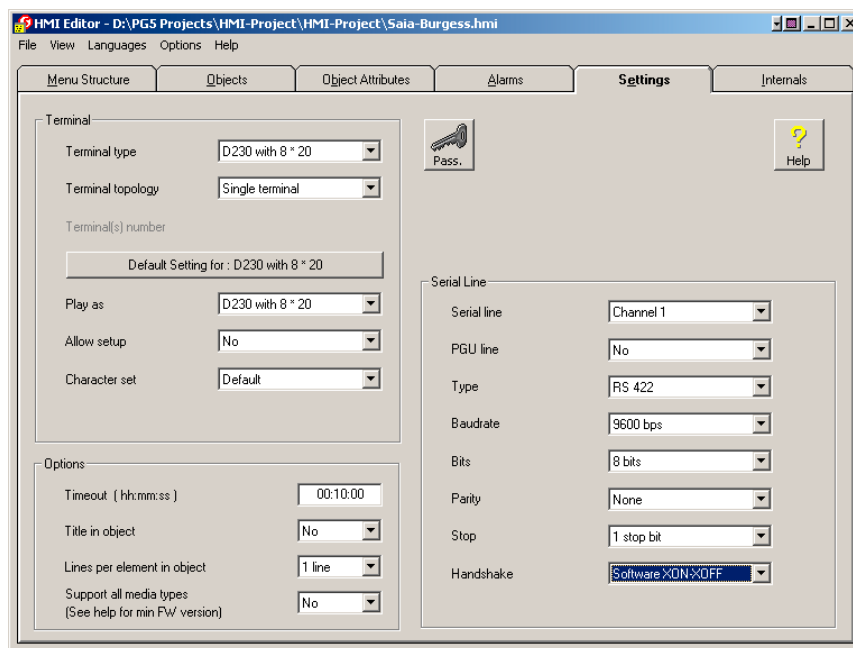 HMI Editor - D:\PG5 Projects\HMI-Project\HMI-Project\Saia-Burgess.hmi
File View Languages Options Help
Menu Structure Objects Object Attributes Alarms Settings Internals
Terminal
Terminal type D230 with 8 * 20
Terminal topology Single terminal
Terminal(s) number
Default Setting for : D230 with 8 * 20
Play as D230 with 8 * 20
Allow setup No
Character set Default
Pass.
Help
Options
Timeout ( hh:mm:ss ) 00:10:00
Title in object No
Lines per element in object 1 line
Support all media types
(See help for min FW version) No
Serial Line
Serial line Channel 1
PGU line No
Type RS 422
Baudrate 9600 bps
Bits 8 bits
Parity None
Stop 1 stop bit
Handshake Software XON-XOFF